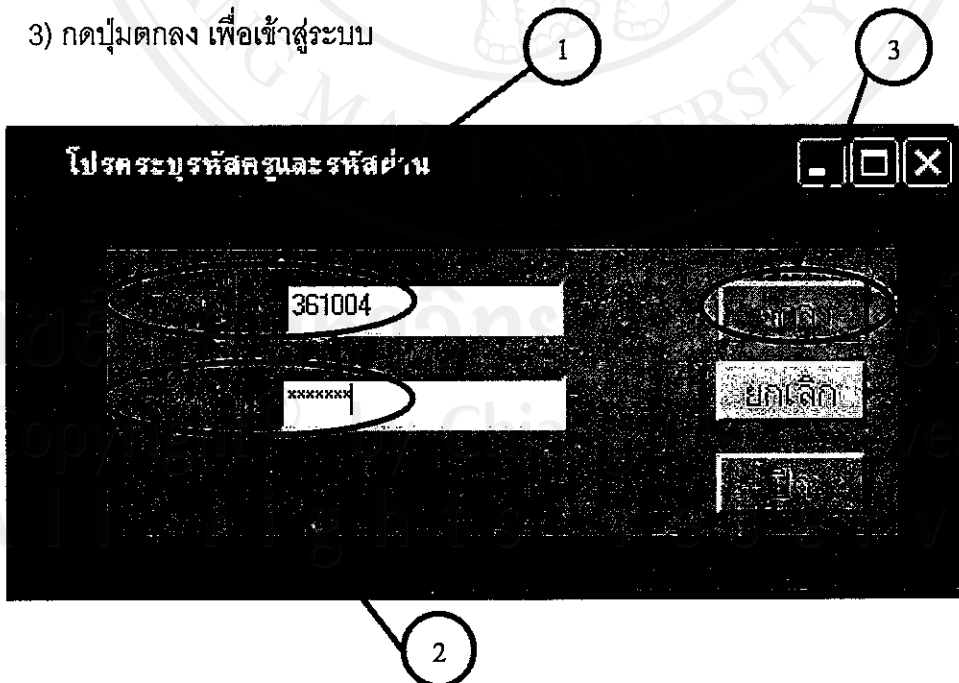 3) กดปุ่มตกลง เพื่อเข้าสู่ระบบ
1
3
โปรดระบุรหัสครูและรหัสผ่าน
361004
ตกลง
xxxxxxx
ยกเลิก
ปิด
2